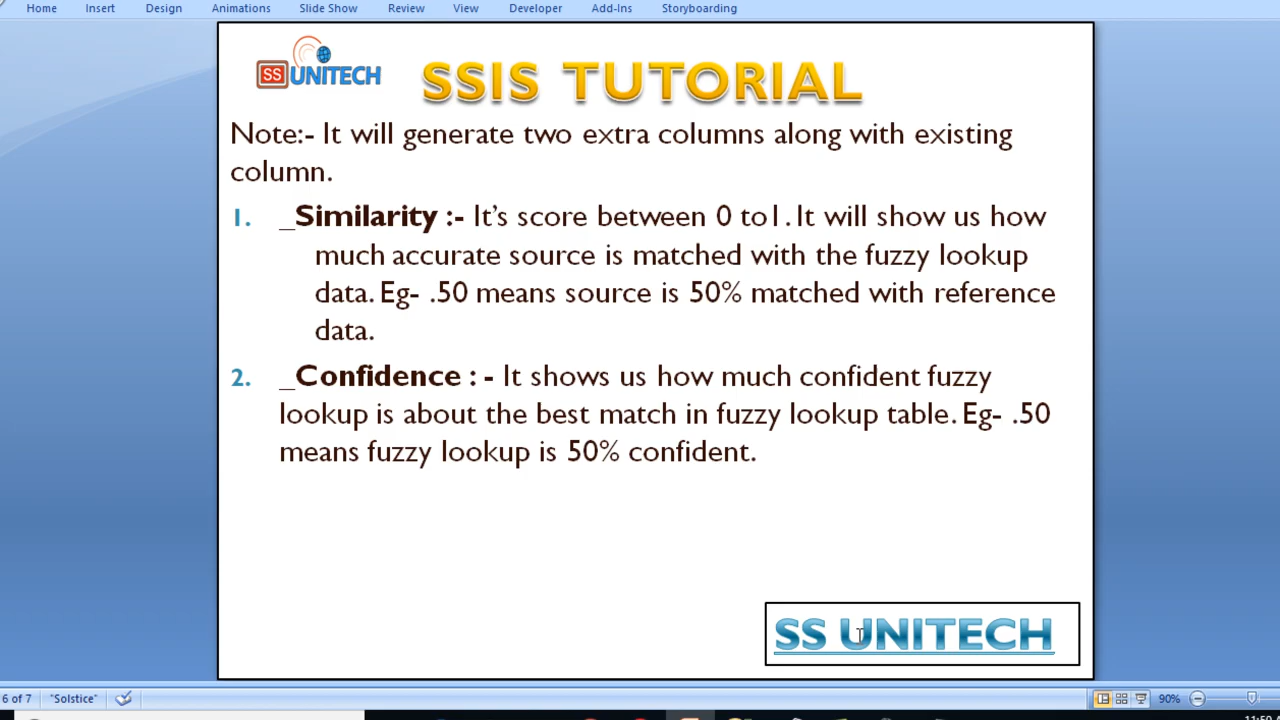 Home Insert Design Animations Slide Show Review View Developer Add-Ins Storyboarding
SS UNITECH
SSIS TUTORIAL
Note:- It will generate two extra columns along with existing
column.
1. _Similarity :- It’s score between 0 to1. It will show us how
much accurate source is matched with the fuzzy lookup
data. Eg- .50 means source is 50% matched with reference
data.
2. _Confidence : - It shows us how much confident fuzzy
lookup is about the best match in fuzzy lookup table. Eg- .50
means fuzzy lookup is 50% confident.
SS UNITECH
6 of 7 "Solstice" 90%